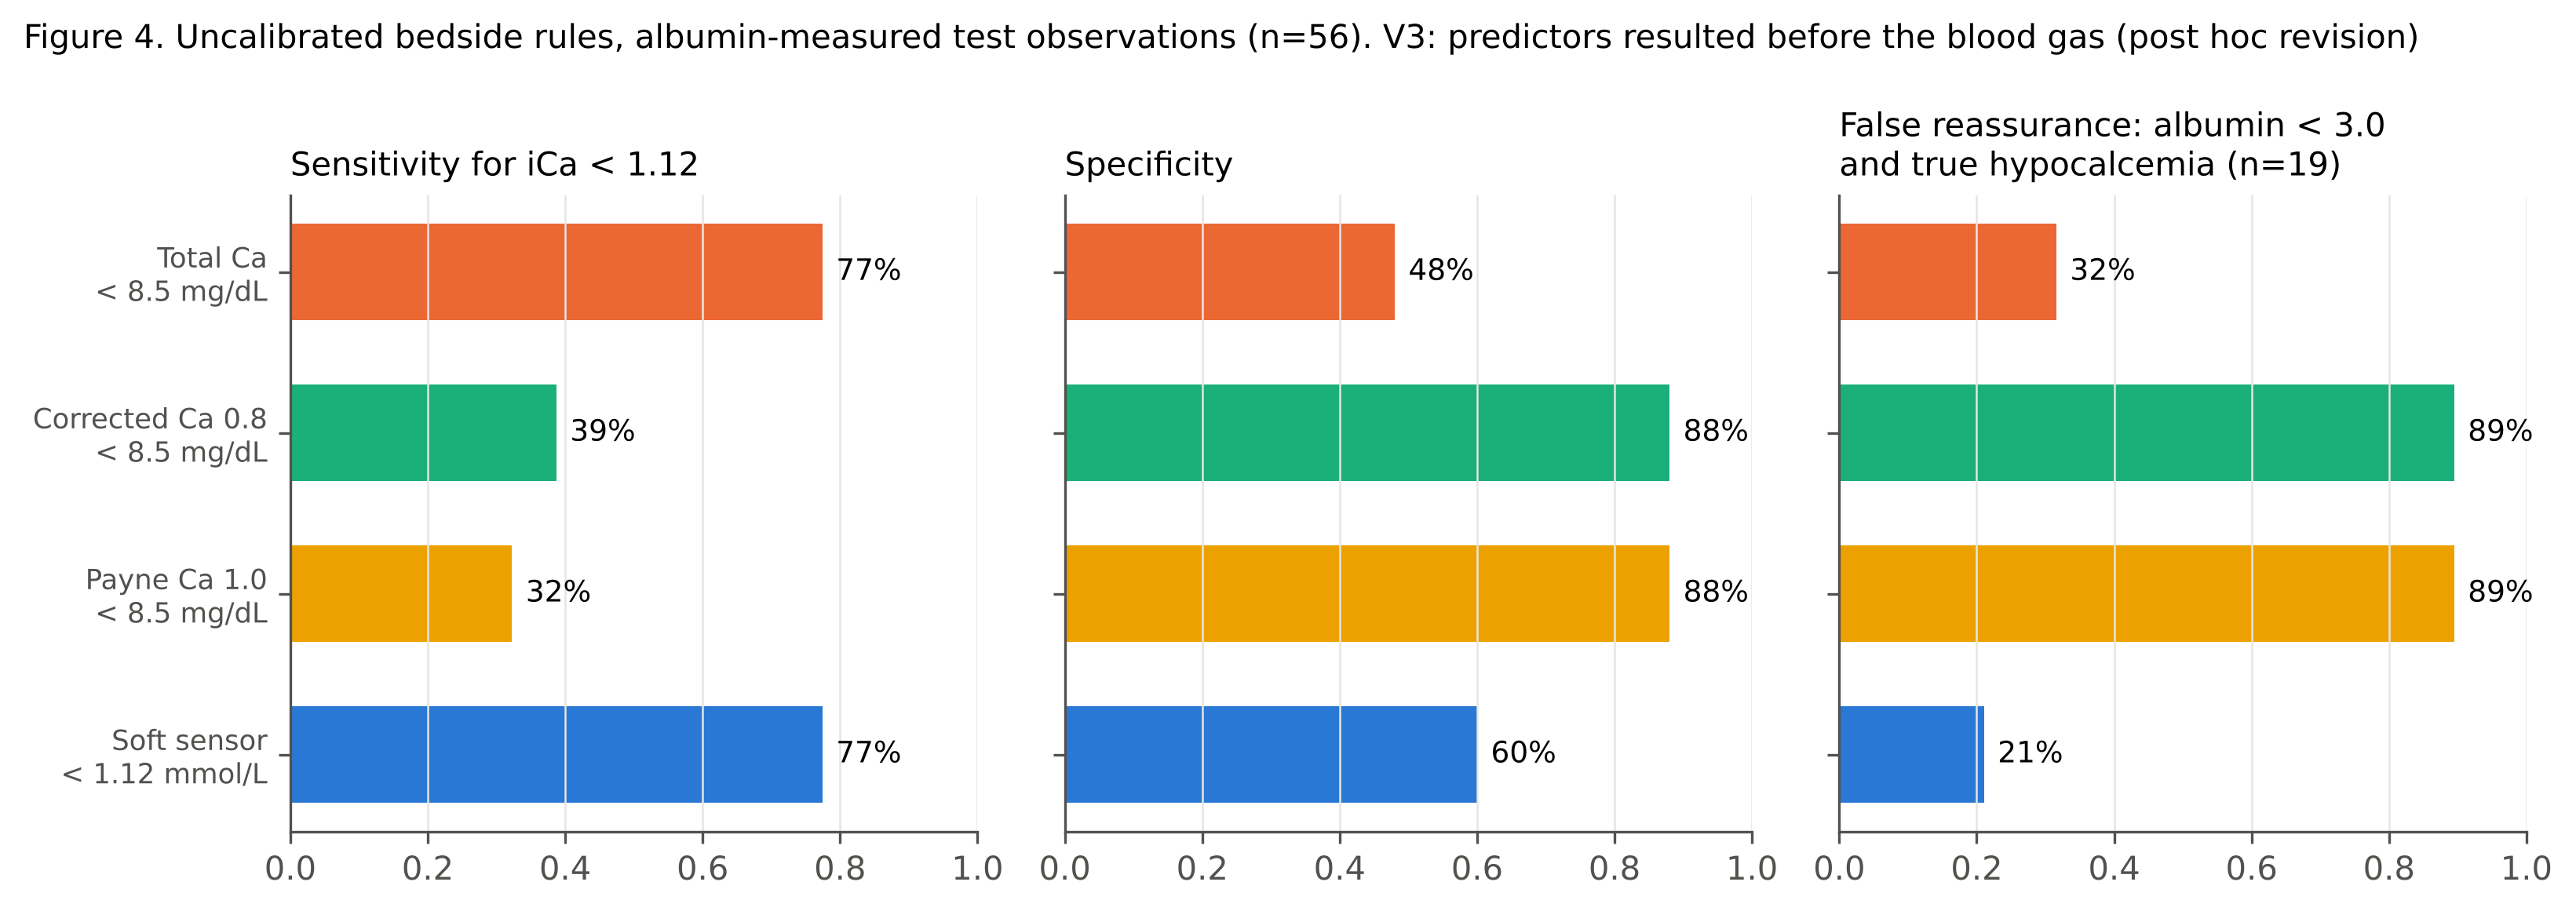 Figure 4. Uncalibrated bedside rules, albumin-measured test observations (n=56). V3: predictors resulted before the blood gas (post hoc revision)
Sensitivity for iCa < 1.12
Total Ca
< 8.5 mg/dL
77%
Corrected Ca 0.8
< 8.5 mg/dL
39%
Payne Ca 1.0
< 8.5 mg/dL
32%
Soft sensor
< 1.12 mmol/L
77%
0.0 0.2 0.4 0.6 0.8 1.0
Specificity
48%
88%
88%
60%
0.0 0.2 0.4 0.6 0.8 1.0
False reassurance: albumin < 3.0
and true hypocalcemia (n=19)
32%
89%
89%
21%
0.0 0.2 0.4 0.6 0.8 1.0